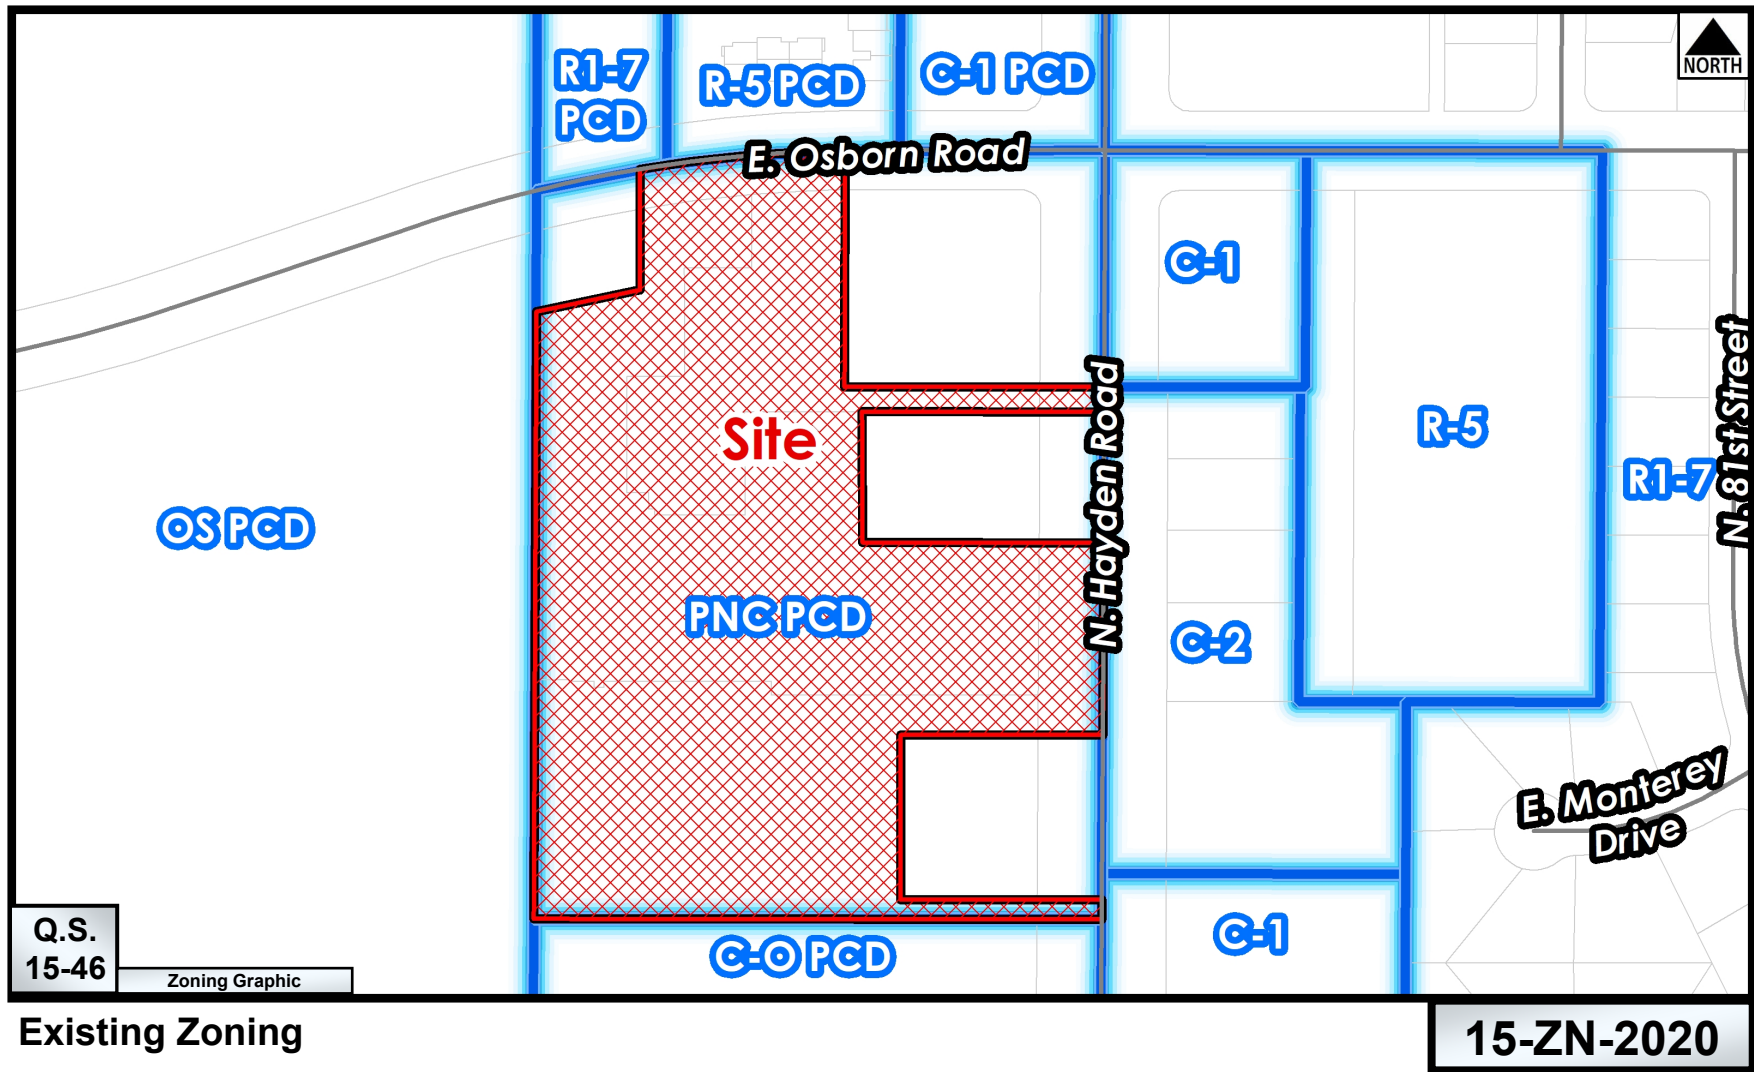 R1-7
PCD
R-5 PCD
C-1 PCD
NORTH
E. Osborn Road
C-1
Site
N. Hayden Road
R-5
R1-7
N. 81st Street
OS PCD
PNC PCD
C-2
E. Monterey
Drive
Q.S.
15-46
Zoning Graphic
C-O PCD
C-1
Existing Zoning
15-ZN-2020